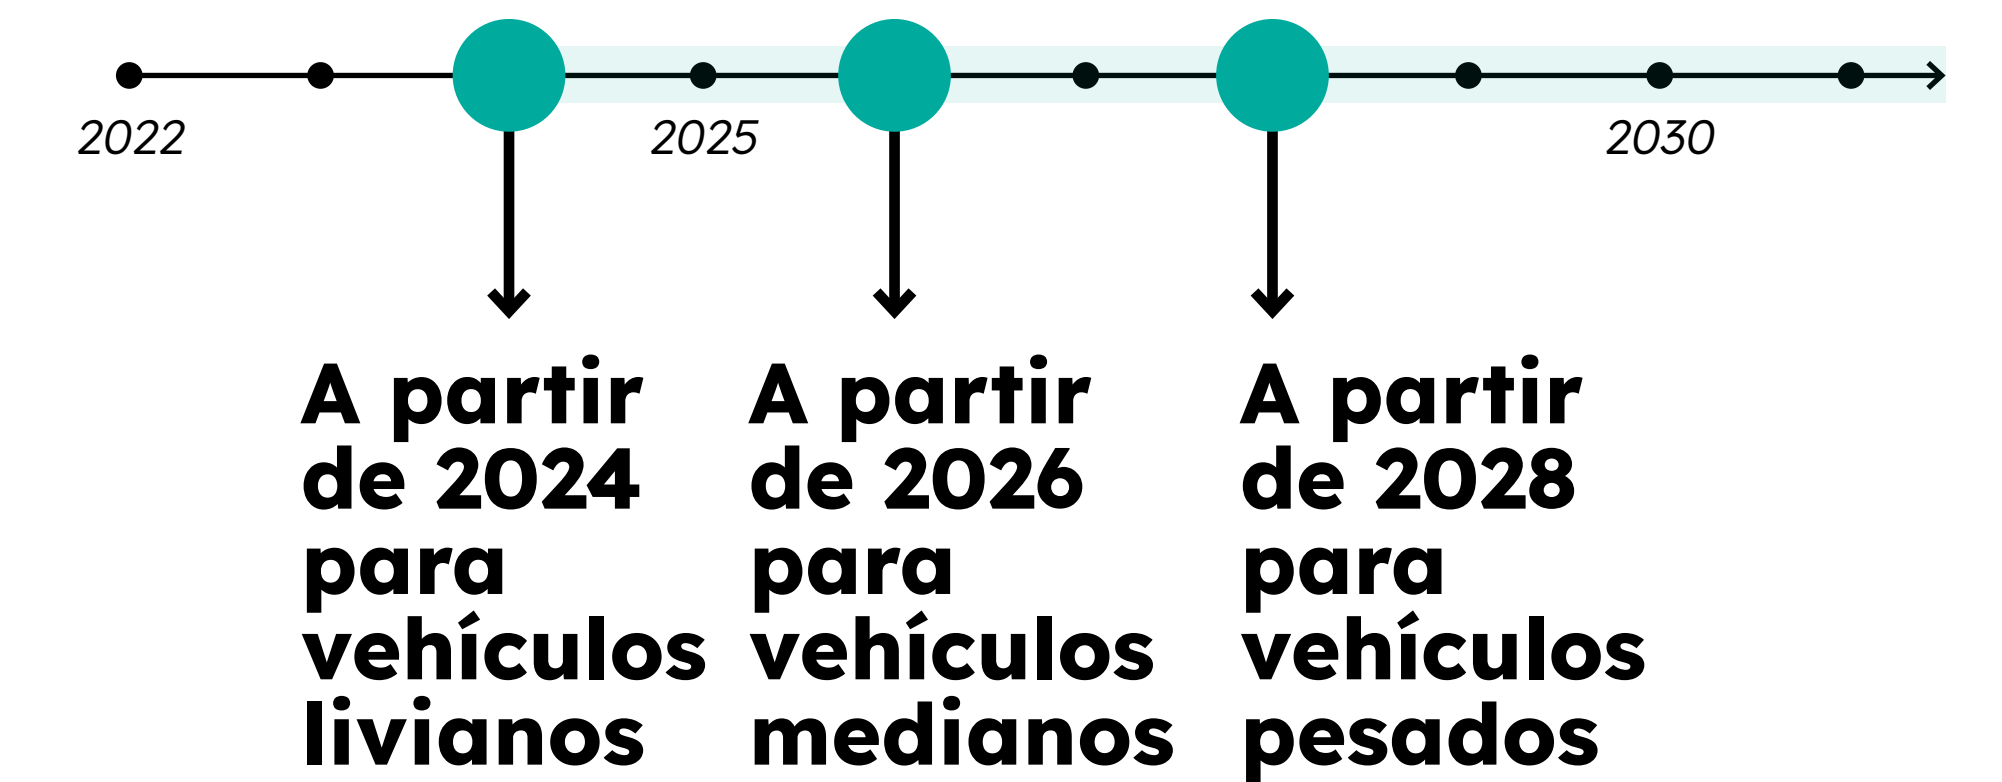 2022
2025
2030
A partir
de 2024
para
vehículos
livianos
A partir
de 2026
para
vehículos
medianos
A partir
de 2028
para
vehículos
pesados